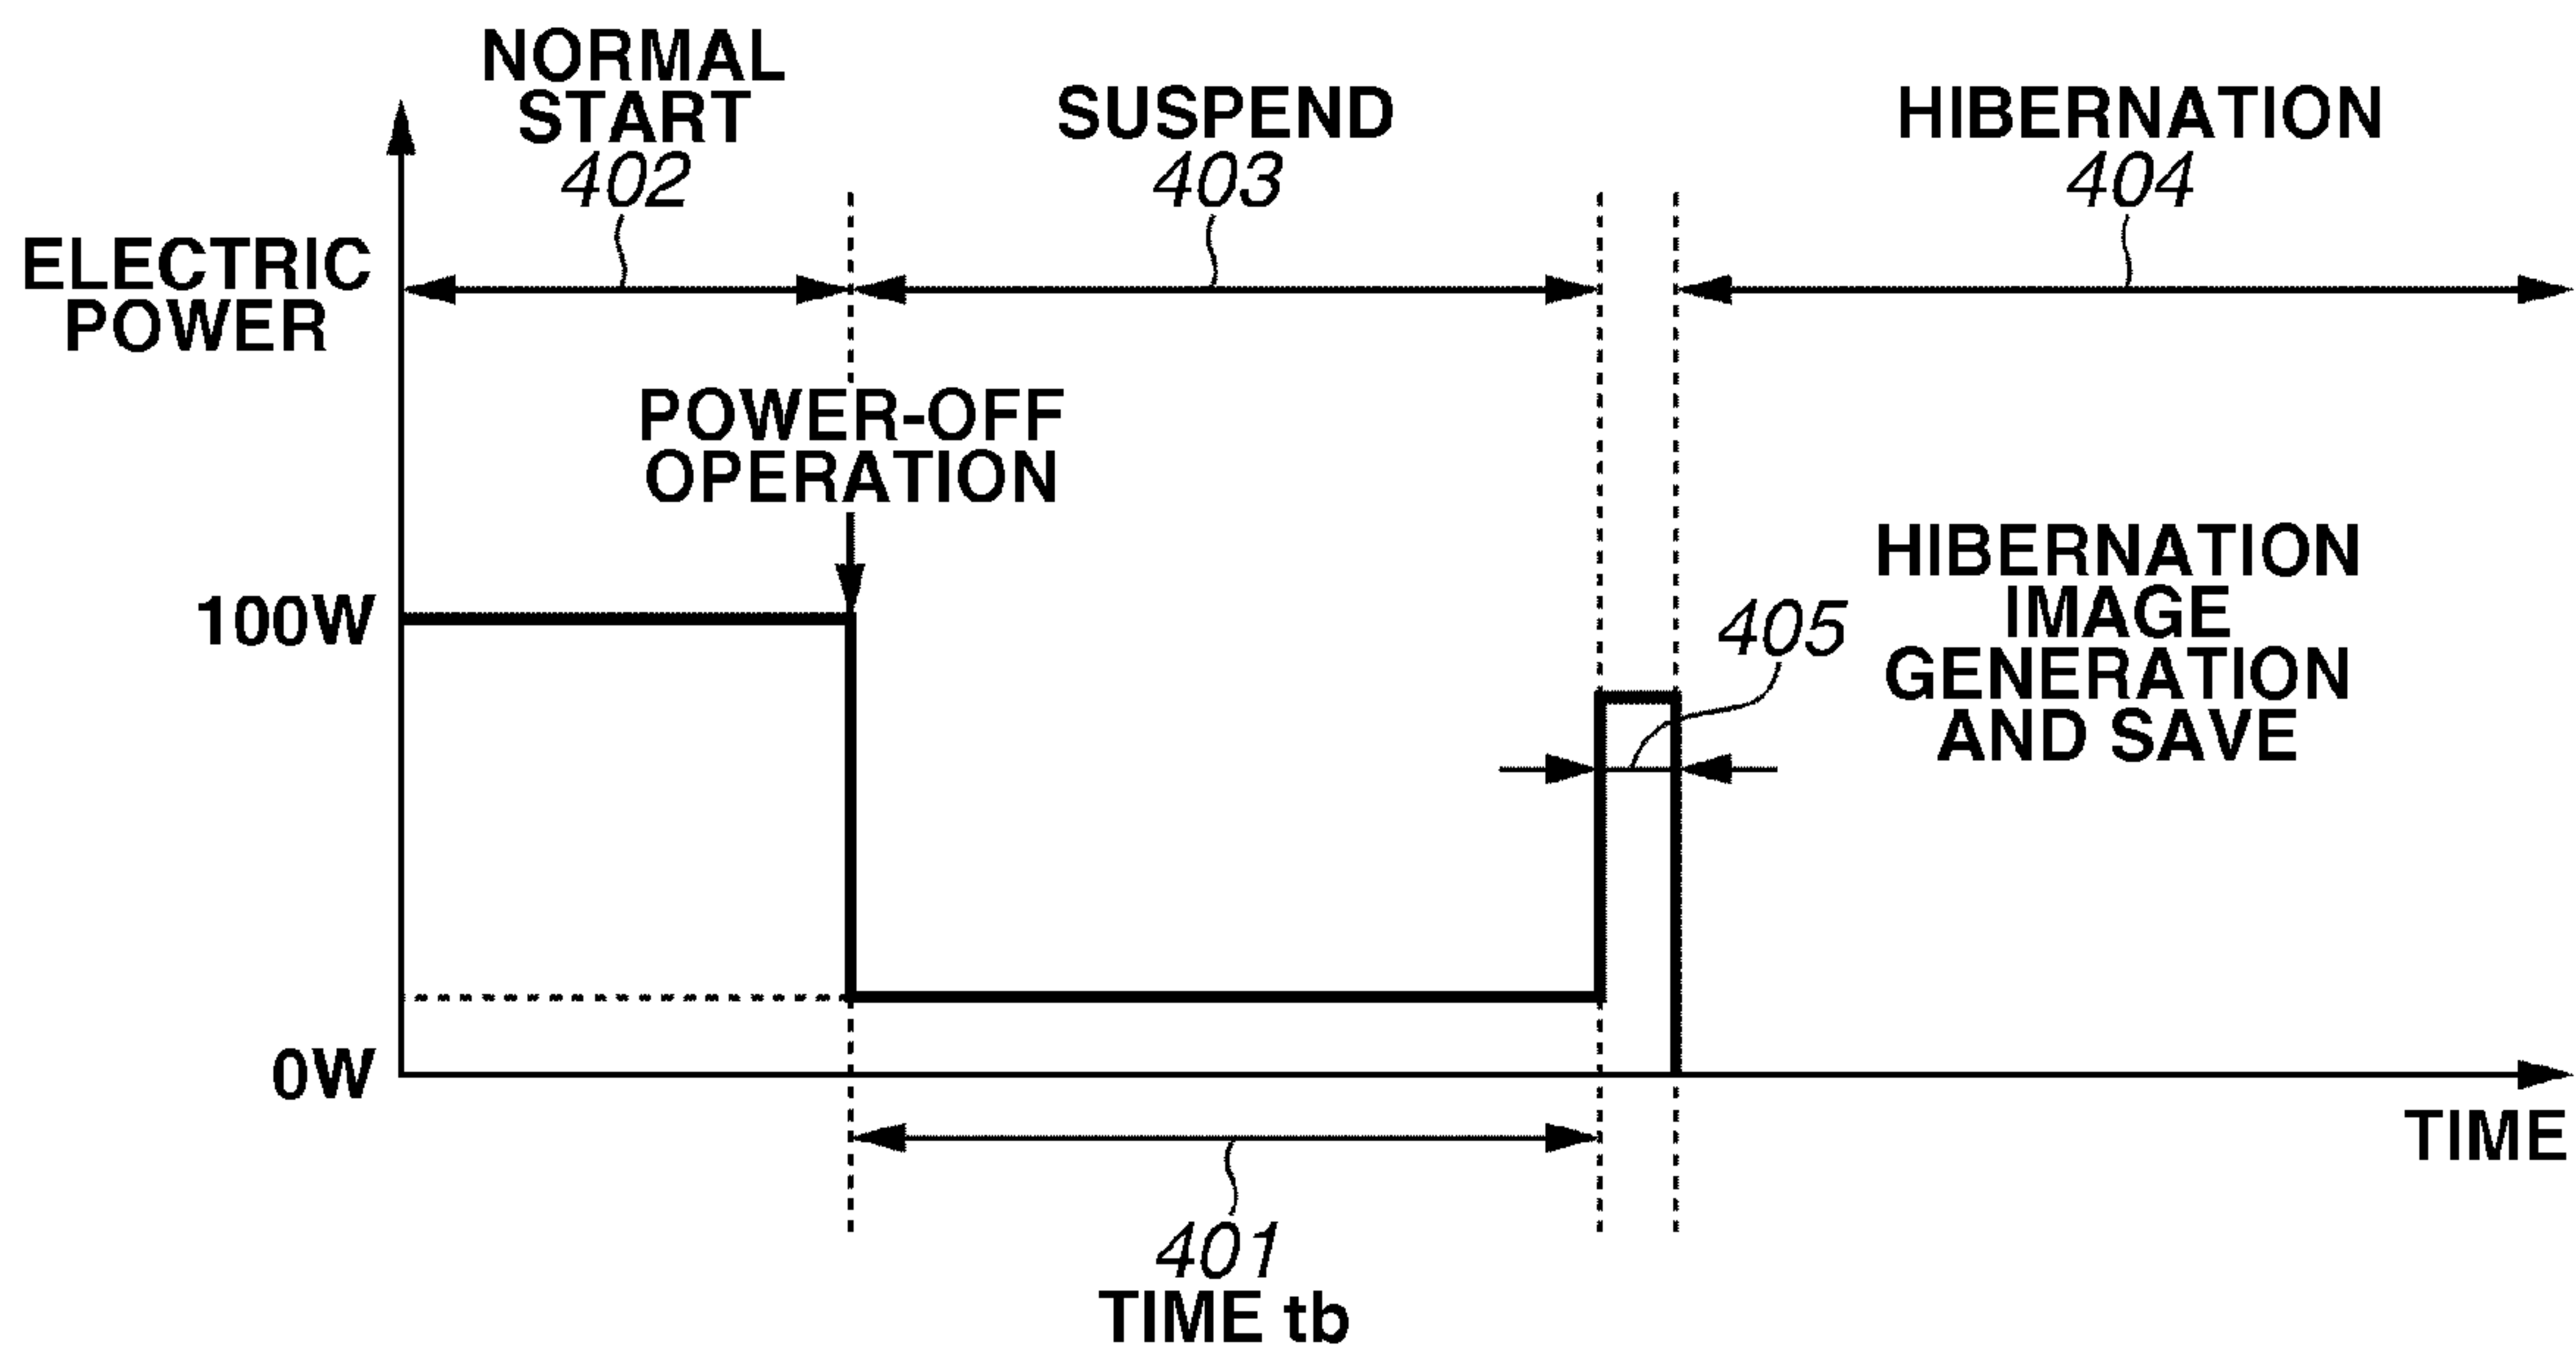 NORMAL
START
402
SUSPEND
403
HIBERNATION
404
ELECTRIC
POWER
POWER-OFF
OPERATION
100W
405
HIBERNATION
IMAGE
GENERATION
AND SAVE
0W
TIME
401
TIME tb